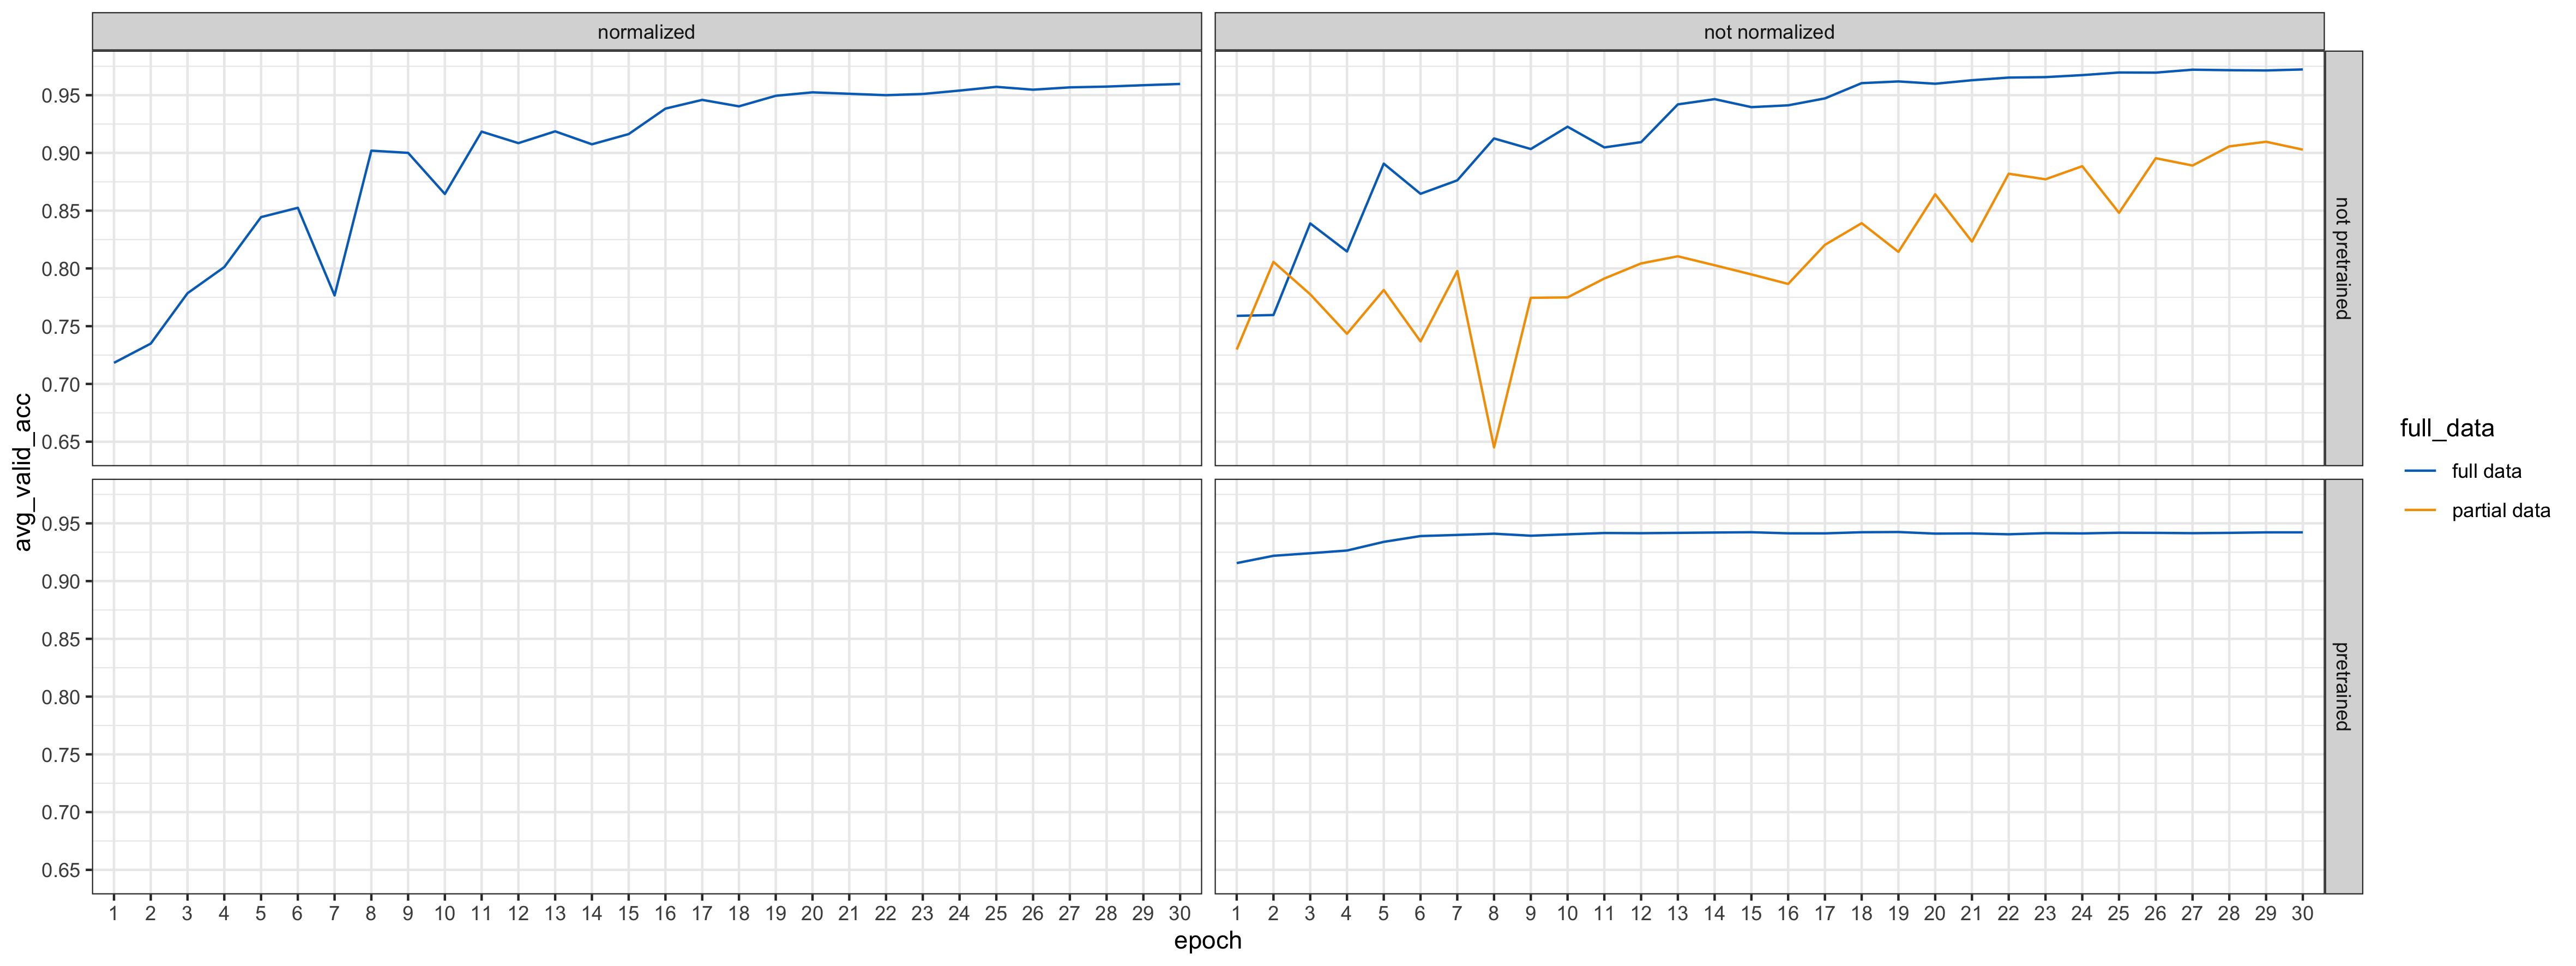 normalized
not normalized
avg_valid_acc
0.95
0.90
0.85
0.80
0.75
0.70
0.65
not pretrained
0.95
0.90
0.85
0.80
0.75
0.70
0.65
pretrained
1 2 3 4 5 6 7 8 9 10 11 12 13 14 15 16 17 18 19 20 21 22 23 24 25 26 27 28 29 30
1 2 3 4 5 6 7 8 9 10 11 12 13 14 15 16 17 18 19 20 21 22 23 24 25 26 27 28 29 30
epoch
full_data
full data
partial data